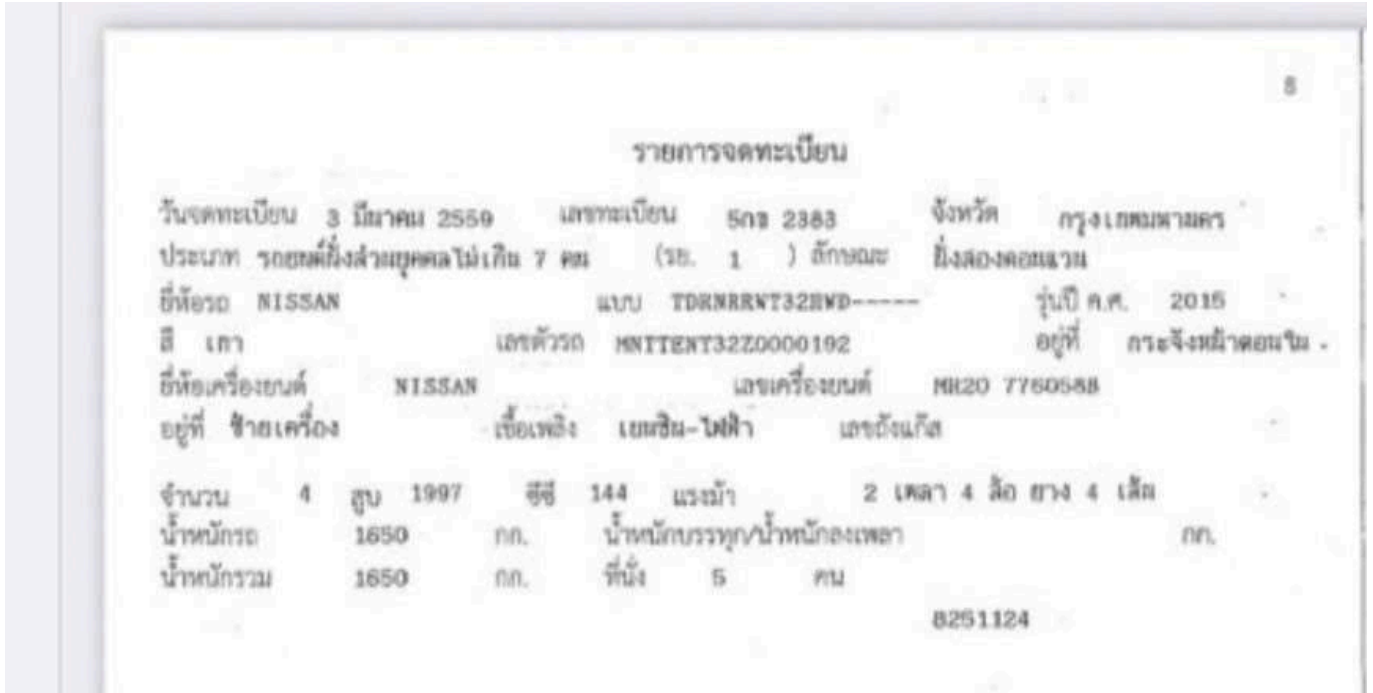 8
รายการจดทะเบียน
วันจดทะเบียน 3 มีนาคม 2559 เลขทะเบียน 2383 จังหวัด กรุงเทพมหานคร
ประเภท รถยนต์นั่งส่วนบุคคลไม่เกิน 7 คน (รย. 1 ) ลักษณะ นั่งสองตอนแวน
ยี่ห้อรถ NISSAN แบบ รุ่นปี ค.ศ. 2015
สี เทา เลขตัวรถ MNTTENT32Z0000192 อยู่ที่ กระจังหน้าตอนใน
ยี่ห้อเครื่องยนต์ NISSAN เลขเครื่องยนต์ MR20 7760588
อยู่ที่ ซ้ายเครื่อง เชื้อเพลิง เบนซิน-ไฟฟ้า เลขถังแก๊ส
จำนวน 4 สูบ 1997 ซีซี 144 แรงม้า 2 เพลา 4 ล้อ ยาง 4 เส้น
น้ำหนักรถ 1650 กก. น้ำหนักบรรทุก/น้ำหนักลงเพลา กก.
น้ำหนักรวม 1650 กก. ที่นั่ง 5 คน
8251124